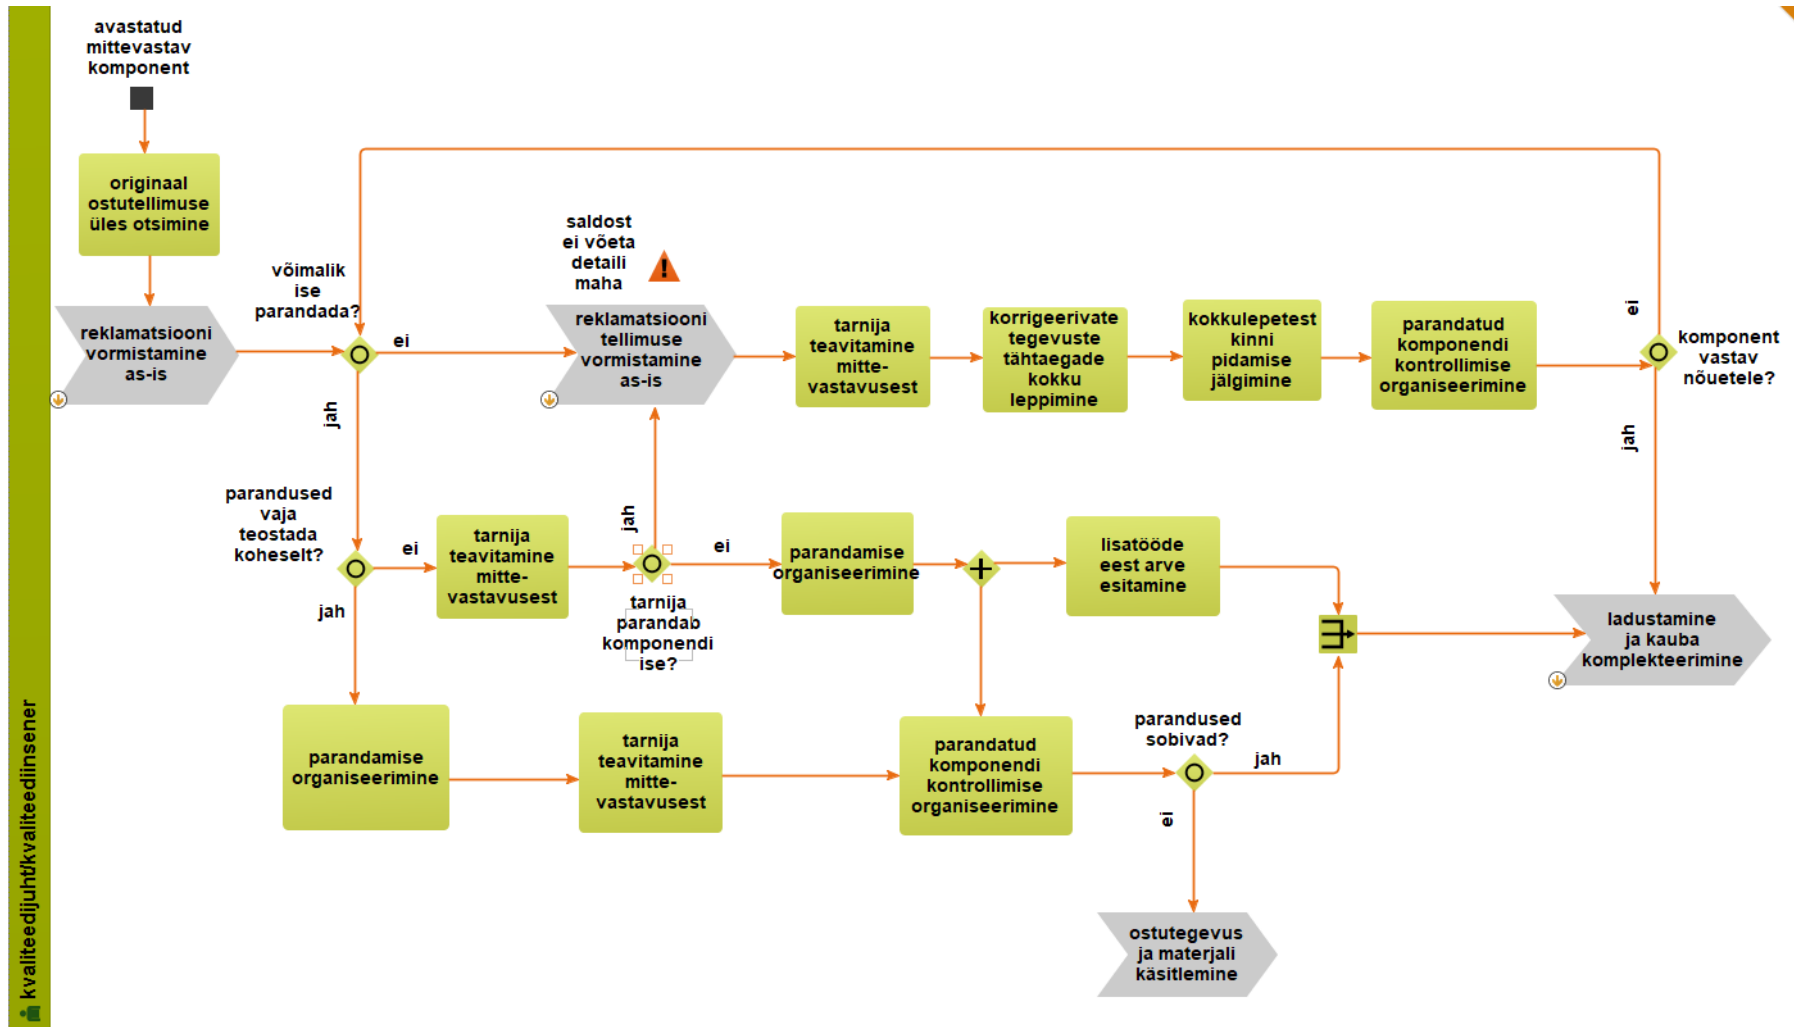 avastatud
mittevastav
komponent
originaal
ostutellimuse
üles otsimine
reklamatsiooni
vormistamine
as-is
võimalik
ise
parandada?
ei
jah
saldost
ei võeta
detaili
maha
reklamatsiooni
tellimuse
vormistamine
as-is
tarnija
teavitamine
mitte-
vastavusest
korrigeerivate
tegevuste
tähtaegade
kokku
leppimine
kokkulepetest
kinni
pidamise
jälgimine
parandatud
komponendi
kontrollimise
organiseerimine
ei
komponent
vastav
nõuetele?
jah
parandused
vaja
teostada
koheselt?
ei
jah
tarnija
teavitamine
mitte-
vastavusest
jah
ei
tarnija
parandab
komponendi
ise?
parandamise
organiseerimine
lisatööde
eest arve
esitamine
ladustamine
ja kauba
komplekteerimine
parandamise
organiseerimine
tarnija
teavitamine
mitte-
vastavusest
parandatud
komponendi
kontrollimise
organiseerimine
parandused
sobivad?
jah
ei
ostutegevus
ja materjali
käsitlemine
kvaliteedijuht/kvaliteediinsener